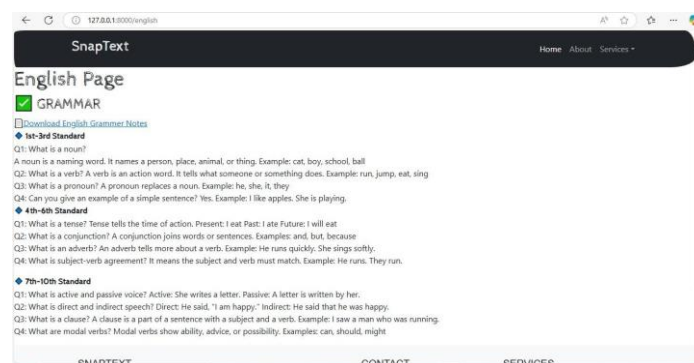 127.0.0.1:8000/english
SnapText
Home About Services
English Page
GRAMMAR
Download English Grammer Notes
1st-3rd Standard
Q1: What is a noun?
A noun is a naming word. It names a person, place, animal, or thing. Example: cat, boy, school, ball
Q2: What is a verb? A verb is an action word. It tells what someone or something does. Example: run, jump, eat, sing
Q3: What is a pronoun? A pronoun replaces a noun. Example: he, she, it, they
Q4: Can you give an example of a simple sentence? Yes. Example: I like apples. She is playing.
4th-6th Standard
Q1: What is a tense? Tense tells the time of action. Present: I eat Past: I ate Future: I will eat
Q2: What is a conjunction? A conjunction joins words or sentences. Examples: and, but, because
Q3: What is an adverb? An adverb tells more about a verb. Example: He runs quickly. She sings softly.
Q4: What is subject-verb agreement? It means the subject and verb must match. Example: He runs. They run.
7th-10th Standard
Q1: What is active and passive voice? Active: She writes a letter. Passive: A letter is written by her.
Q2: What is direct and indirect speech? Direct: He said, "I am happy." Indirect: He said that he was happy.
Q3: What is a clause? A clause is a part of a sentence with a subject and a verb. Example: I saw a man who was running.
Q4: What are modal verbs? Modal verbs show ability, advice, or possibility. Examples: can, should, might
SNAPTEXT CONTACT SERVICES